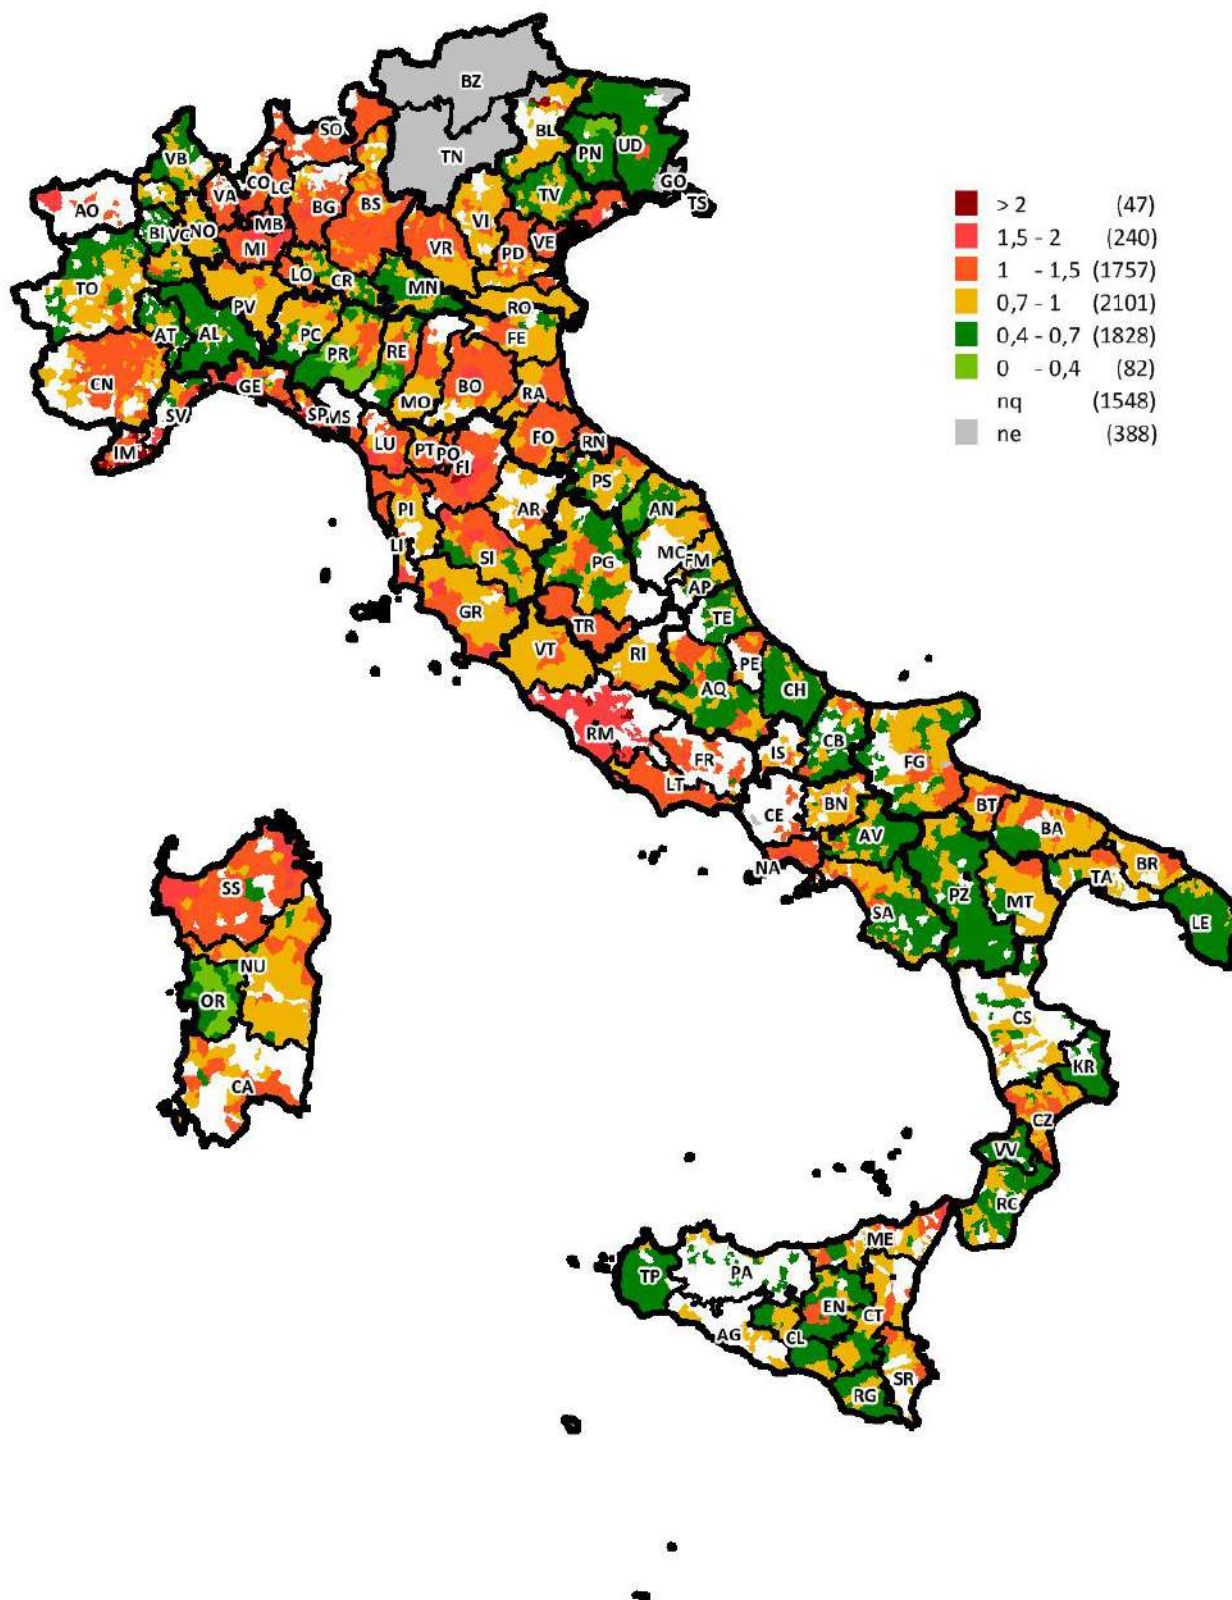 BZ
SO
BL
UD
PN
TN
VB
GO
TS
VA
CO
LC
BG
BS
TV
AO
VI
BI
VC
NO
MB
MI
VR
PD
VE
TO
LO
CR
MN
PV
RO
AT
AL
PC
PR
RE
FE
CN
GE
MO
BO
RA
SV
SP
MS
IM
LU
PT
PO
FI
FO
RN
PS
PI
AR
AN
LI
SI
PG
MC
FM
AP
GR
TR
TE
VT
RI
PE
AQ
CH
RM
CB
FR
IS
FG
LT
CE
BN
BT
AV
BA
NA
BR
TA
SS
SA
PZ
MT
LE
NU
OR
CS
CA
KR
CZ
VV
RC
ME
TP
PA
EN
CT
AG
CL
SR
RG
> 2 (47)
1,5 - 2 (240)
1 - 1,5 (1757)
0,7 - 1 (2101)
0,4 - 0,7 (1828)
0 - 0,4 (82)
nq (1548)
ne (388)